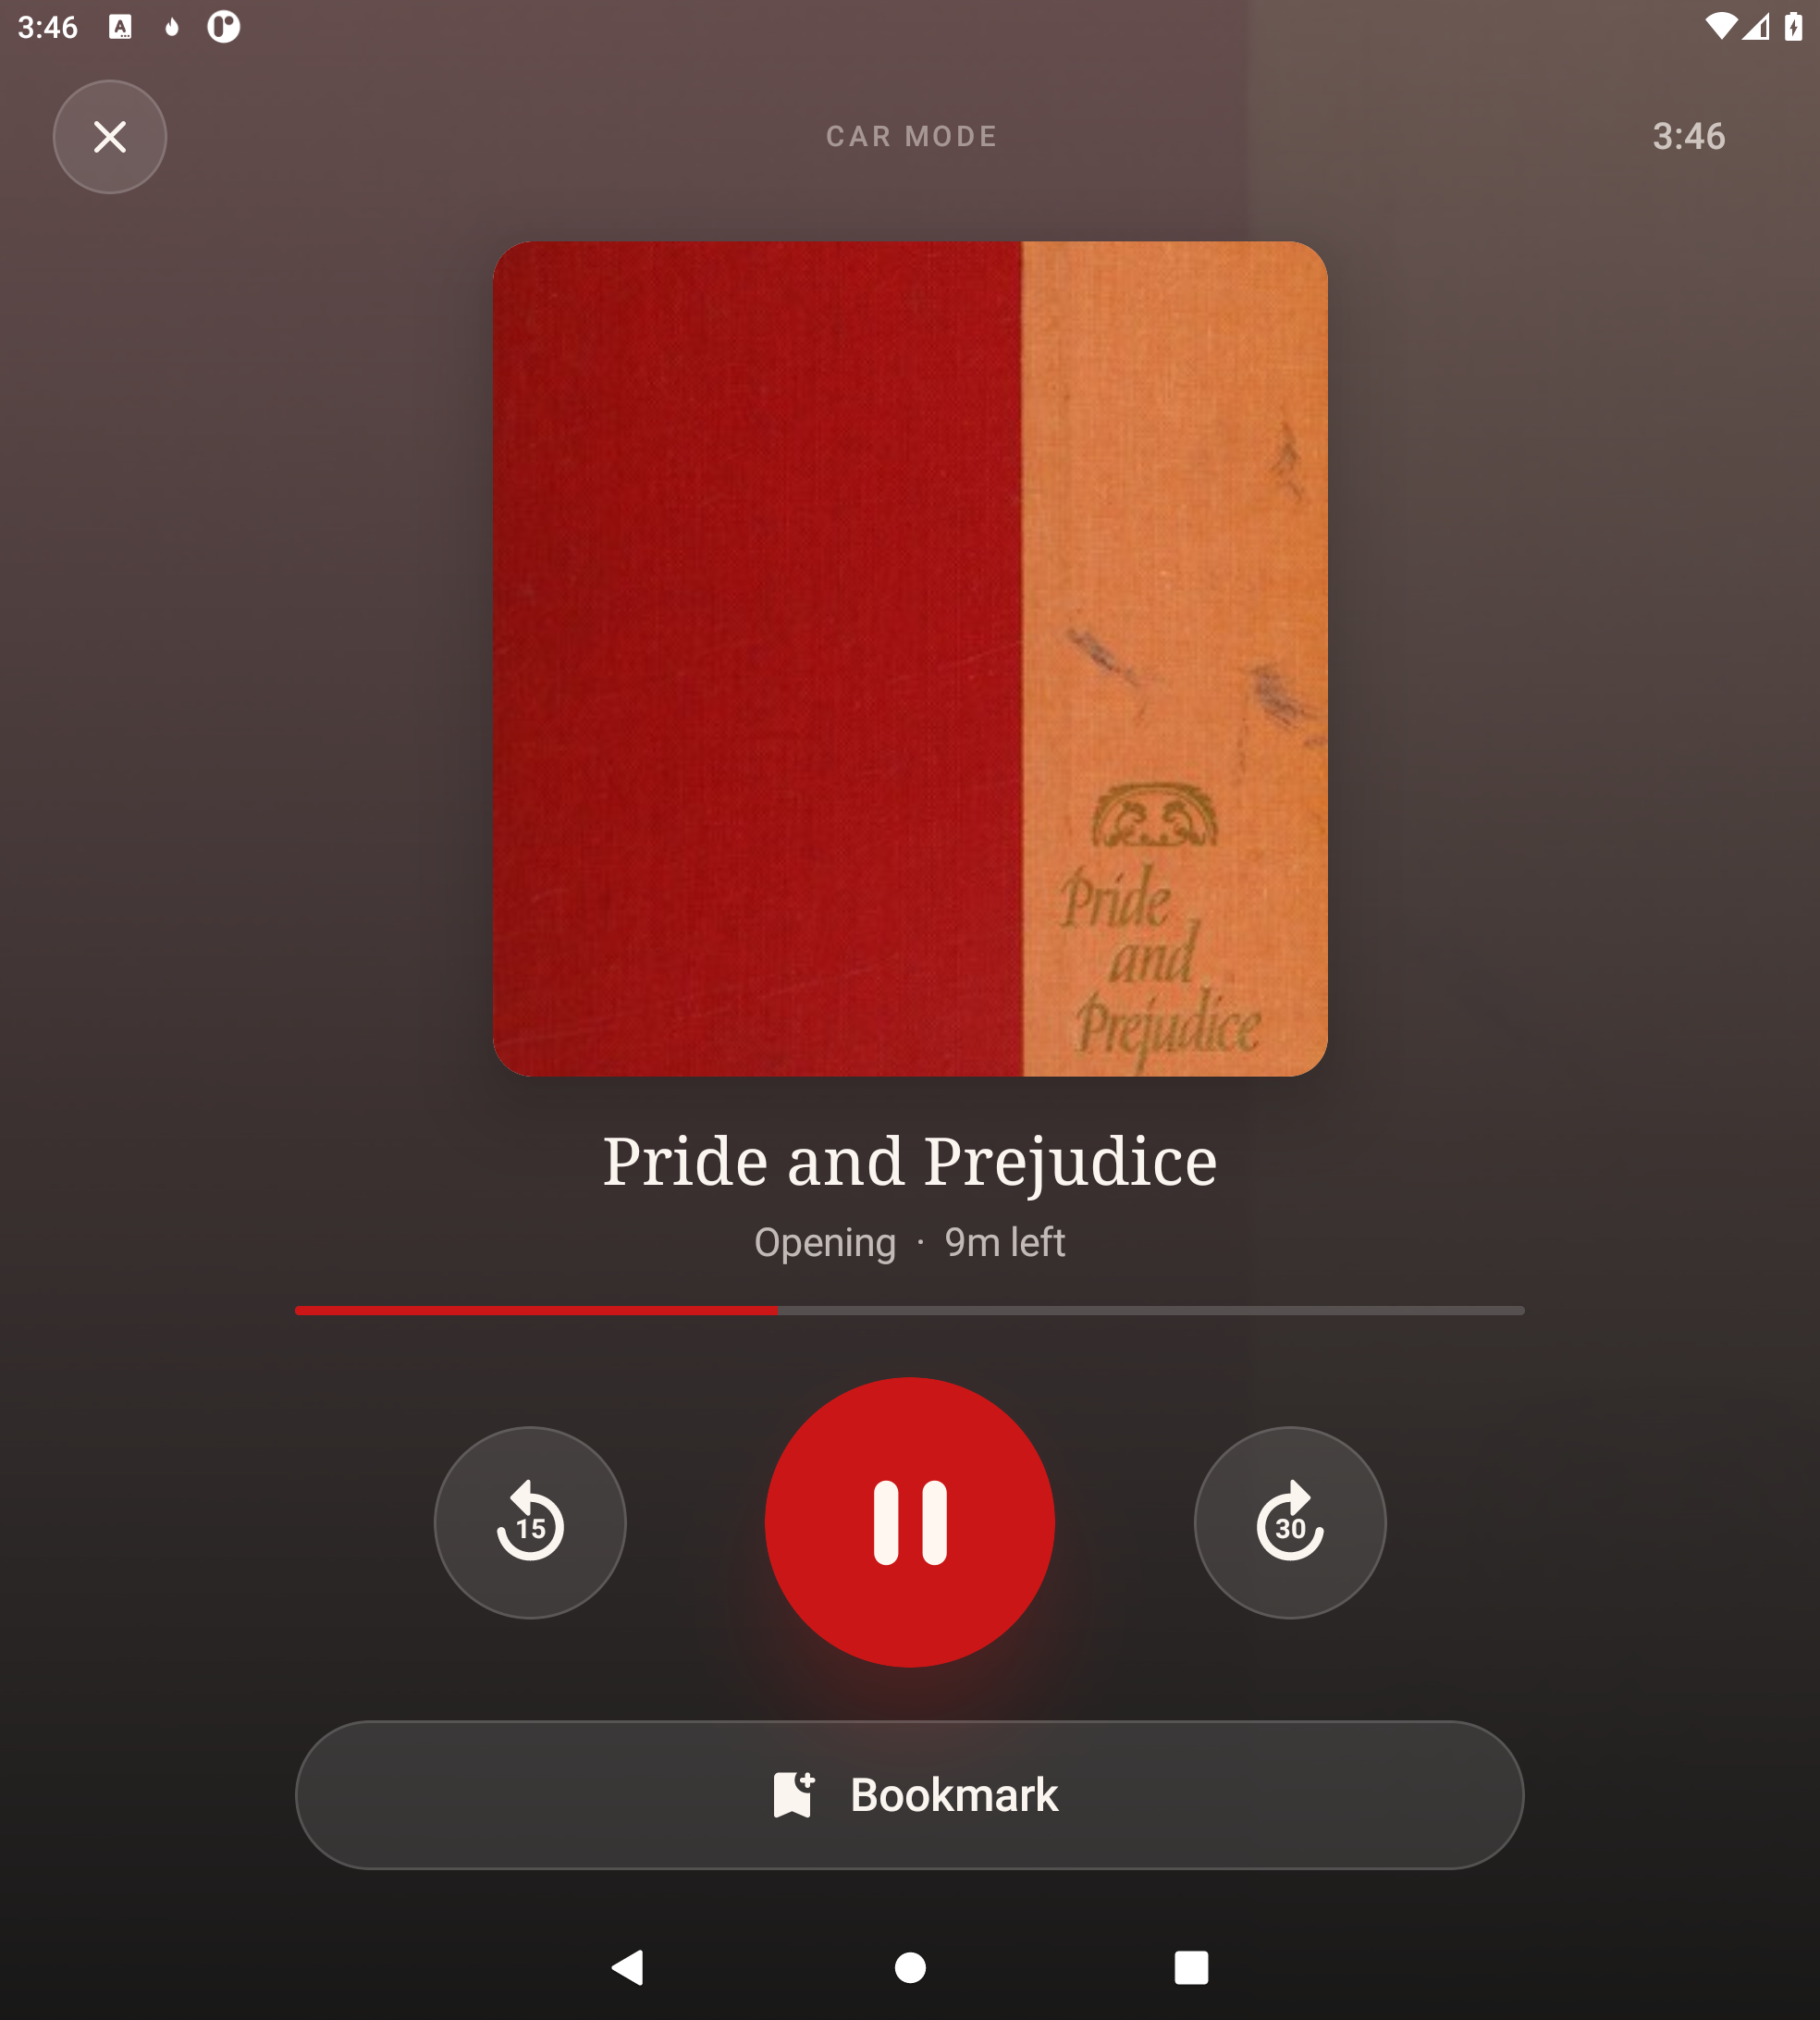 3:46
CAR MODE
3:46
Pride
and
Prejudice
Pride and Prejudice
Opening · 9m left
15
30
Bookmark